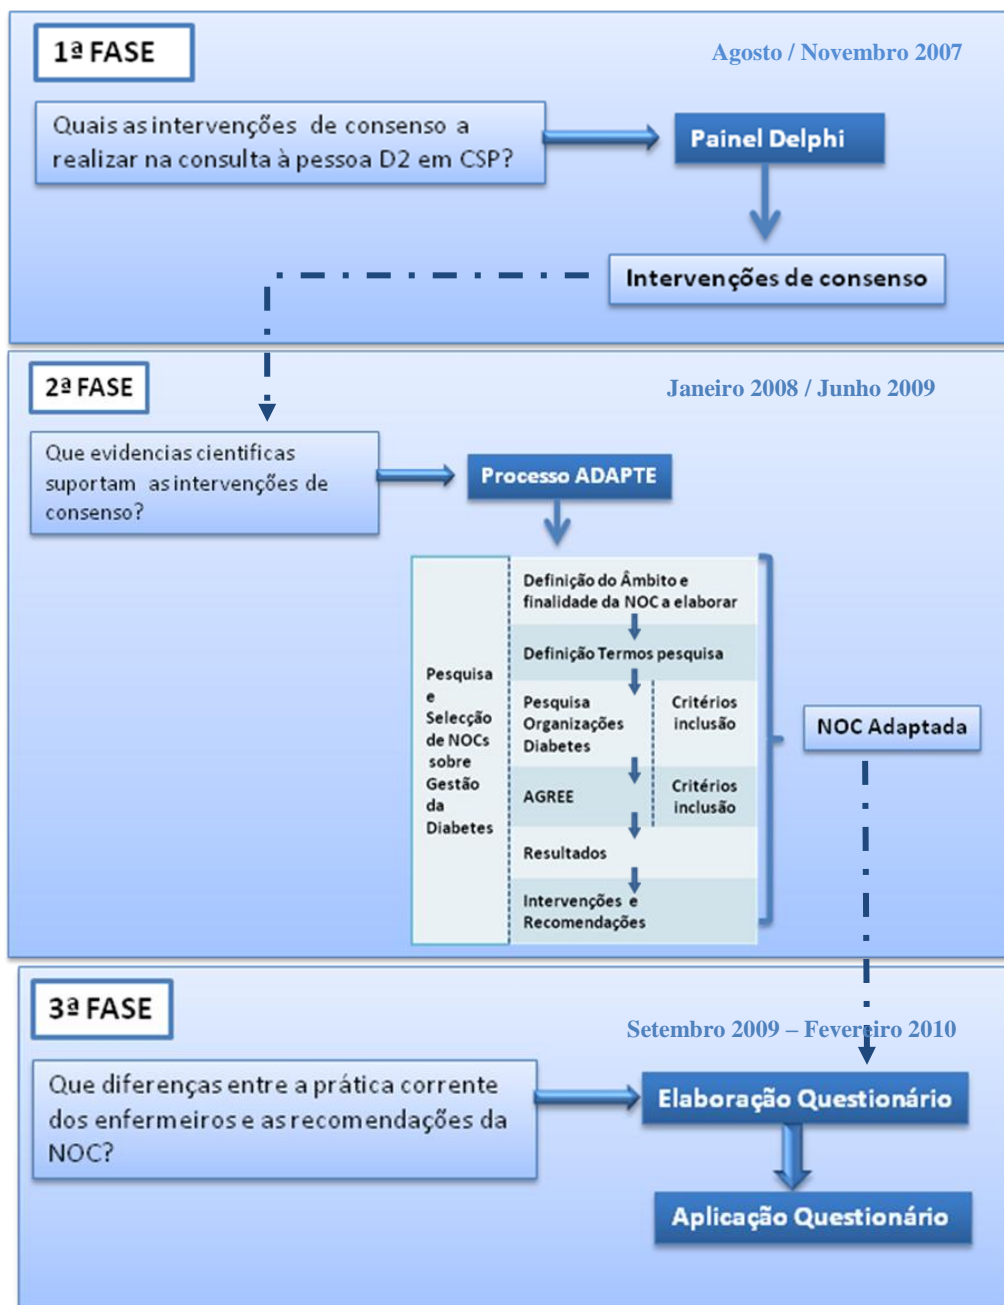 1ª FASE
Agosto / Novembro 2007
Quais as intervenções de consenso a
realizar na consulta à pessoa D2 em CSP?
Painel Delphi
Intervenções de consenso
2ª FASE
Janeiro 2008 / Junho 2009
Que evidencias cientificas
suportam as intervenções de
consenso?
Processo ADAPTE
Pesquisa
e
Selecção
de NOCs
sobre
Gestão
da
Diabetes
Definição do Âmbito e
finalidade da NOC a elaborar
Definição Termos pesquisa
Pesquisa
Organizações
Diabetes
Critérios
inclusão
AGREE
Critérios
inclusão
Resultados
Intervenções e
Recomendações
NOC Adaptada
3ª FASE
Setembro 2009 – Fevereiro 2010
Que diferenças entre a prática corrente
dos enfermeiros e as recomendações da
NOC?
Elaboração Questionário
Aplicação Questionário